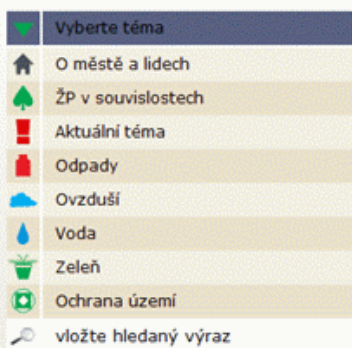 Vyberte téma
O městě a lidech
ŽP v souvislostech
Aktuální téma
Odpady
Ovzduší
Voda
Zeleň
Ochrana území
vložte hledaný výraz